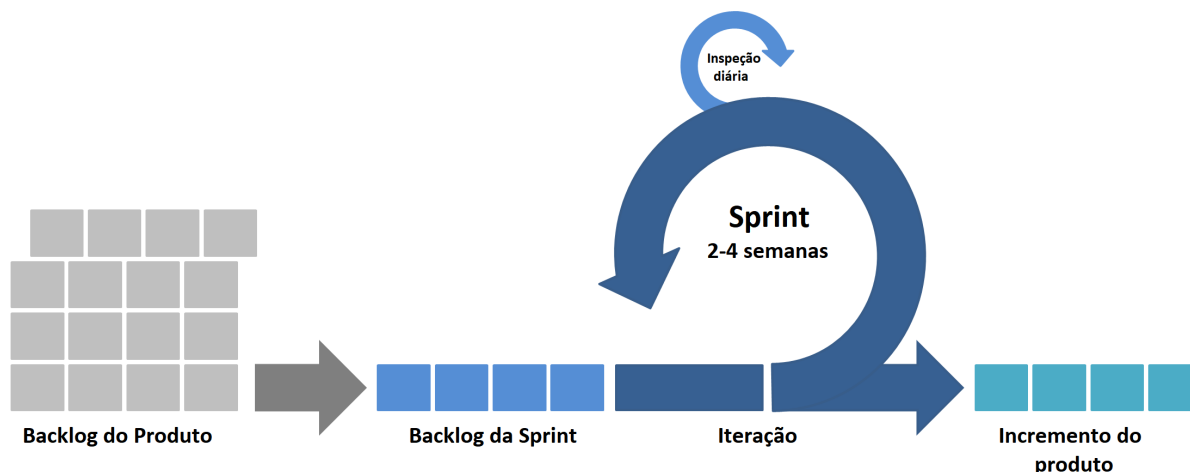 Inspeção
diária
Sprint
2-4 semanas
Backlog do Produto
Backlog da Sprint
Iteração
Incremento do
produto